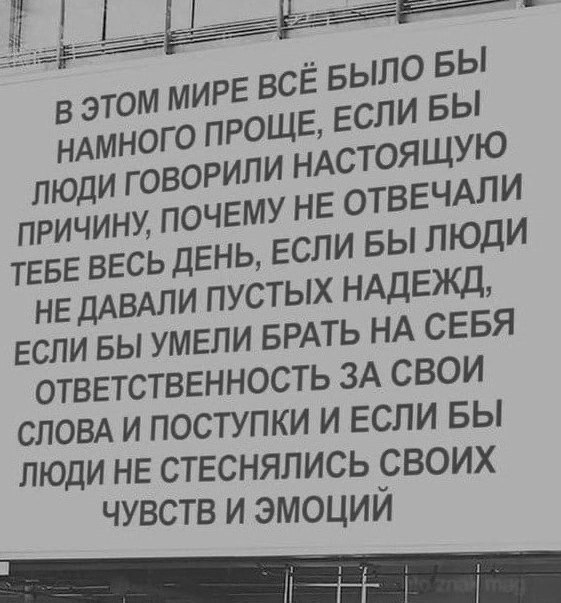 В ЭТОМ МИРЕ ВСЁ БЫЛО БЫ
НАМНОГО ПРОЩЕ, ЕСЛИ БЫ
ЛЮДИ ГОВОРИЛИ НАСТОЯЩУЮ
ПРИЧИНУ, ПОЧЕМУ НЕ ОТВЕЧАЛИ
ТЕБЕ ВЕСЬ ДЕНЬ, ЕСЛИ БЫ ЛЮДИ
НЕ ДАВАЛИ ПУСТЫХ НАДЕЖД,
ЕСЛИ БЫ УМЕЛИ БРАТЬ НА СЕБЯ
ОТВЕТСТВЕННОСТЬ ЗА СВОИ
СЛОВА И ПОСТУПКИ И ЕСЛИ БЫ
ЛЮДИ НЕ СТЕСНЯЛИСЬ СВОИХ
ЧУВСТВ И ЭМОЦИЙ